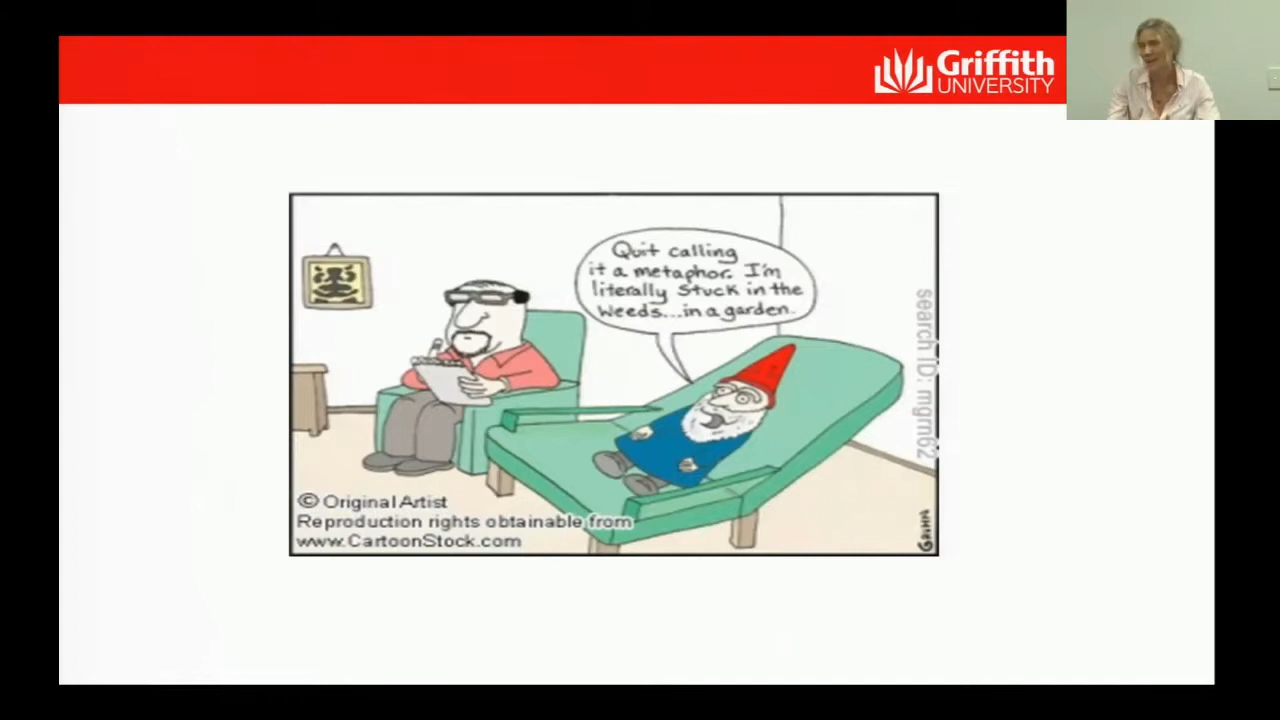 Griffith
UNIVERSITY
Quit calling
it a metaphor. I'm
literally stuck in the
weeds...in a garden.
search ID: mgrn62
© Original Artist
Reproduction rights obtainable from
www.CartoonStock.com